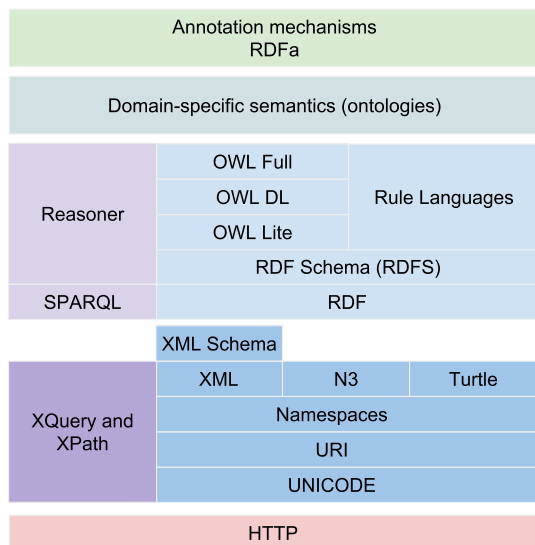 Annotation mechanisms
RDFa
Domain-specific semantics (ontologies)
Reasoner
OWL Full
OWL DL
OWL Lite
Rule Languages
RDF Schema (RDFS)
SPARQL
RDF
XML Schema
XQuery and
XPath
XML
N3
Turtle
Namespaces
URI
UNICODE
HTTP